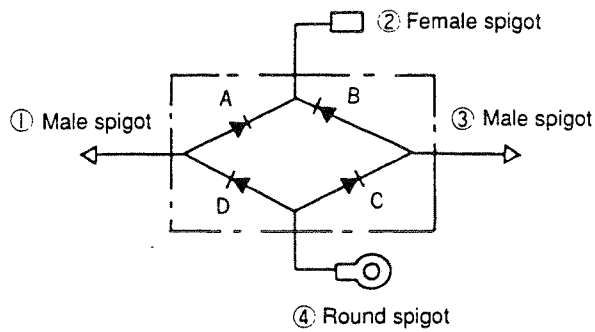 ② Female spigot
A
B
① Male spigot
③ Male spigot
D
C
④ Round spigot